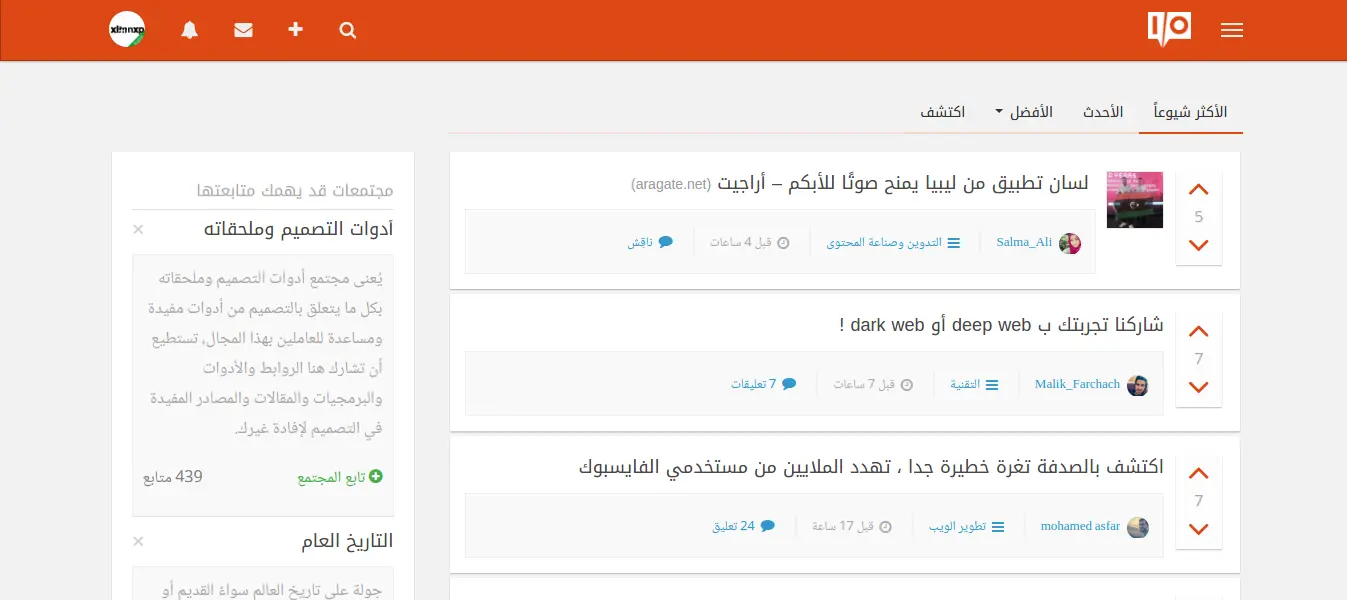 I/O
الأكثر شيوعاً
الأحدث
الأفضل
اكتشف
5
لسان تطبيق من ليبيا يمنح صوتًا للأبكم – أراجيت (aragate.net)
Salma_Ali
التدوين وصناعة المحتوى
قبل 4 ساعات
ناقش
7
شاركنا تجربتك ب deep web أو dark web !
Malik_Farchach
التقنية
قبل 7 ساعات
7 تعليقات
7
اكتشف بالصدفة تغرة خطيرة جدا ، تهدد الملايين من مستخدمي الفايسبوك
mohamed asfar
تطوير الويب
قبل 17 ساعة
24 تعليق
مجتمعات قد يهمك متابعتها
أدوات التصميم وملحقاته
يُعنى مجتمع أدوات التصميم وملحقاته
بكل ما يتعلق بالتصميم من أدوات مفيدة
ومساعدة للعاملين بهذا المجال، تستطيع
أن تشارك هنا الروابط والأدوات
والبرمجيات والمقالات والمصادر المفيدة
في التصميم لإفادة غيرك.
تابع المجتمع
439 متابع
التاريخ العام
جولة على تاريخ العالم سواءً القديم أو